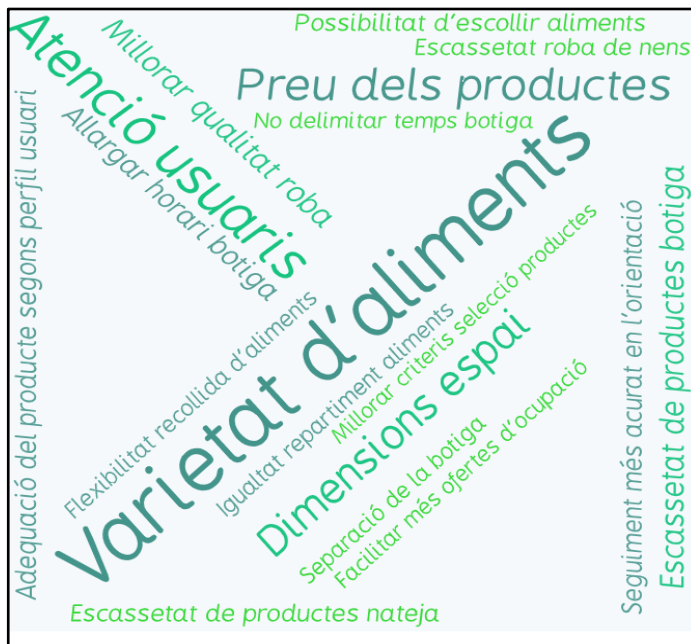 Possibilitat d'escollir aliments
Escassetat roba de nens
Atenció usuaris
Millorar qualitat roba
Preu dels productes
Allargar horari botiga
No delimitar temps botiga
Adequació del producte segons perfil usuari
Varietat d'aliments
Flexibilitat recollida d'aliments
Igualtat repartiment aliments
Millorar criteris selecció productes
Dimensions espai
Separació de la botiga
Facilitar més ofertes d'ocupació
Seguiment més acurat en l'orientació
Escassetat de productes botiga
Escassetat de productes nateja